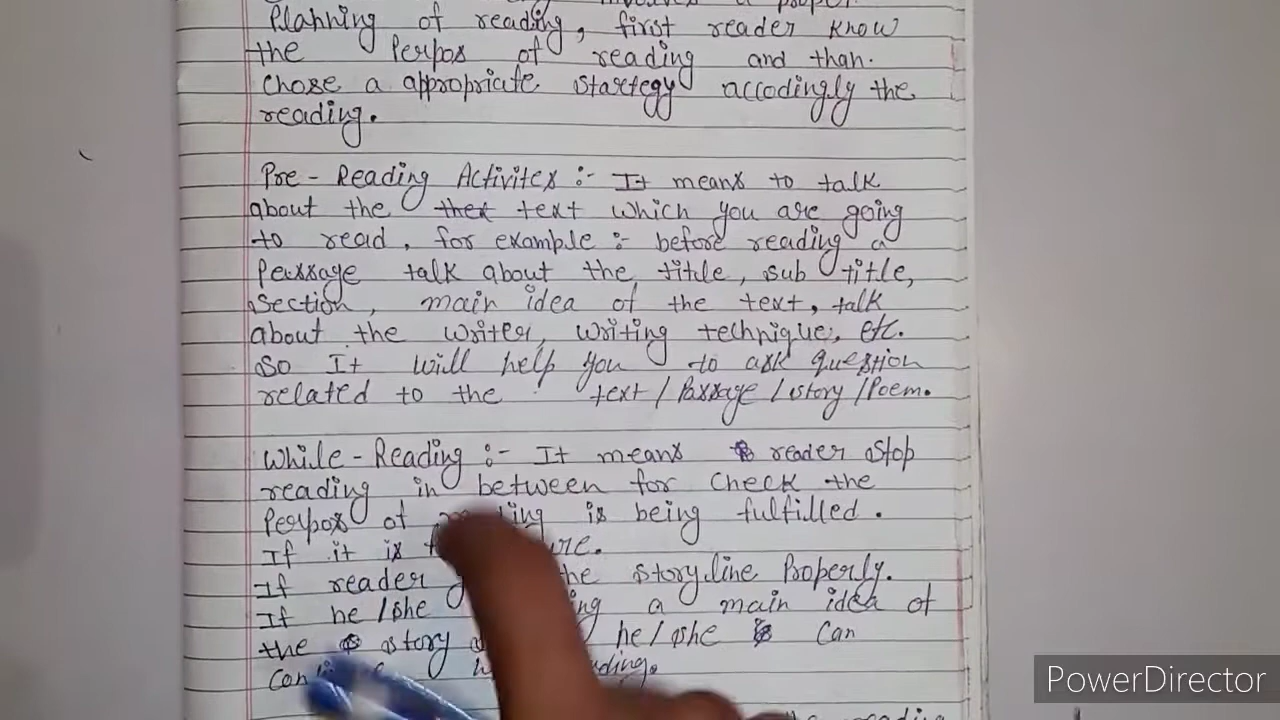 a proper
Planning of reading, first reader know
the Perpos of reading and than.
Chose a appropriate startegy accodingly the
reading.
Pre - Reading Activites :- It means to talk
about the text which you are going
to read, for example :- before reading a
Passage talk about the title, sub title,
Section, main idea of the text, talk
about the writer, writing technique, etc.
So It will help you to ask question
related to the text / Passage / story / Poem.
While - Reading :- It means reader stop
reading in between for check the
Perpos of is being fulfilled.
If it is
If reader the storyline Properly.
If he / she a main idea of
the story he / she can
reading.
reading
PowerDirector